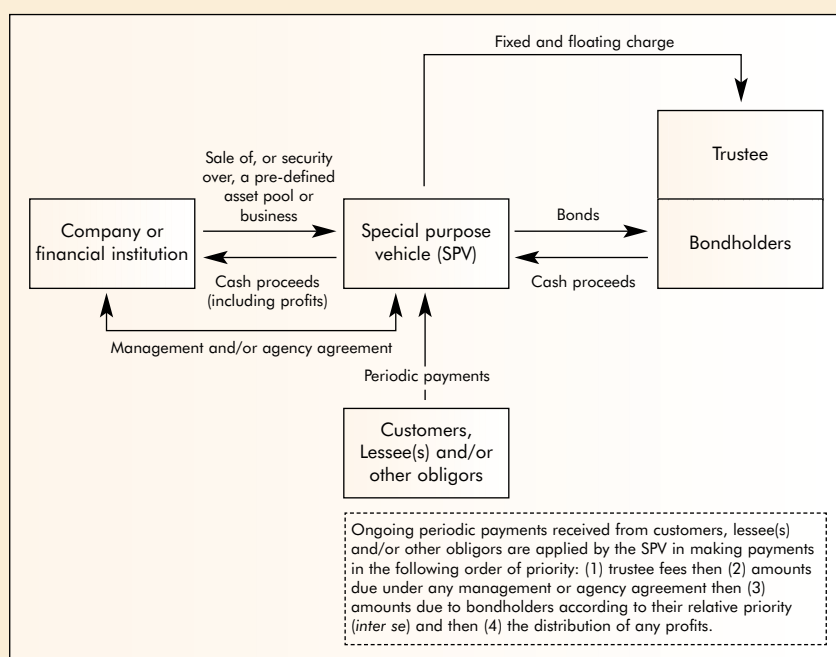 Fixed and floating charge
Sale of, or security
over, a pre-defined
asset pool or
business
Trustee
Company or
financial institution
Special purpose
vehicle (SPV)
Bonds
Bondholders
Cash proceeds
(including profits)
Cash proceeds
Management and/or agency agreement
Periodic payments
Customers,
Lessee(s) and/or
other obligors
Ongoing periodic payments received from customers, lessee(s)
and/or other obligors are applied by the SPV in making payments
in the following order of priority: (1) trustee fees then (2) amounts
due under any management or agency agreement then (3)
amounts due to bondholders according to their relative priority
(inter se) and then (4) the distribution of any profits.